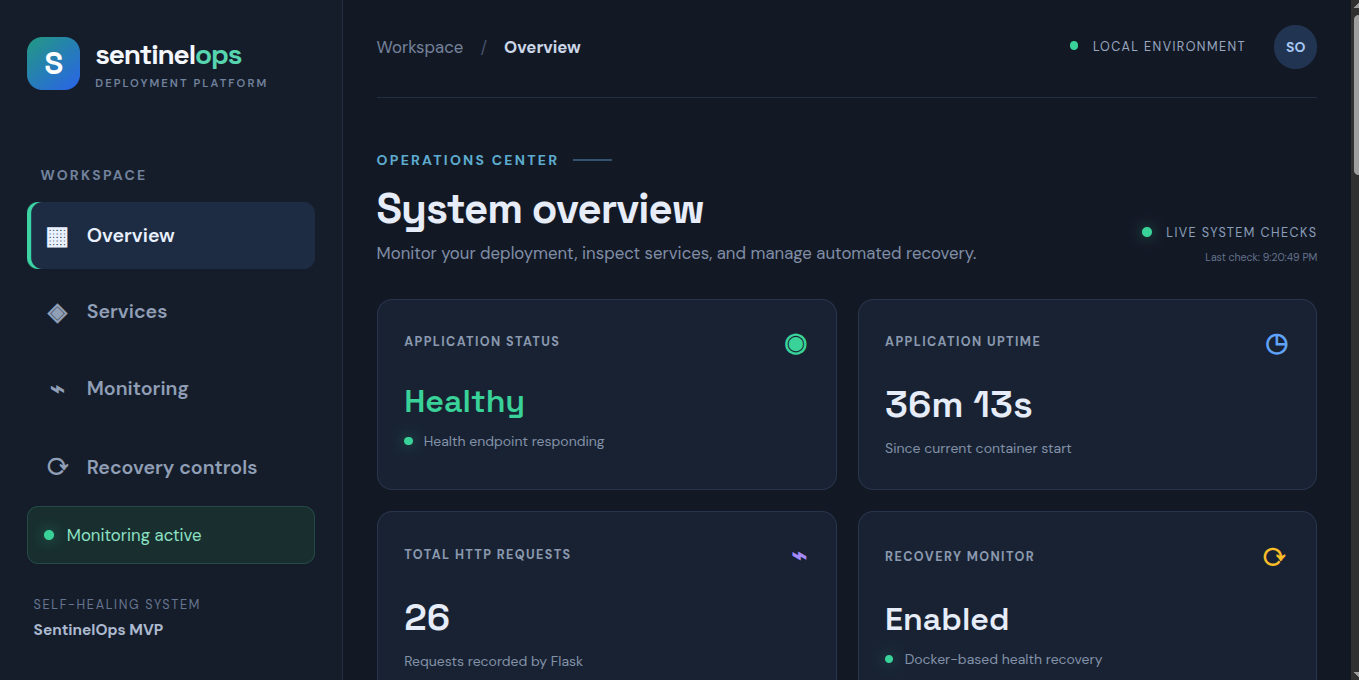 S
sentinelops
DEPLOYMENT PLATFORM
WORKSPACE
Overview
Services
Monitoring
Recovery controls
Monitoring active
SELF-HEALING SYSTEM
SentinelOps MVP
Workspace / Overview
LOCAL ENVIRONMENT
SO
OPERATIONS CENTER
System overview
Monitor your deployment, inspect services, and manage automated recovery.
LIVE SYSTEM CHECKS
Last check: 9:20:49 PM
APPLICATION STATUS
Healthy
Health endpoint responding
APPLICATION UPTIME
36m 13s
Since current container start
TOTAL HTTP REQUESTS
26
Requests recorded by Flask
RECOVERY MONITOR
Enabled
Docker-based health recovery